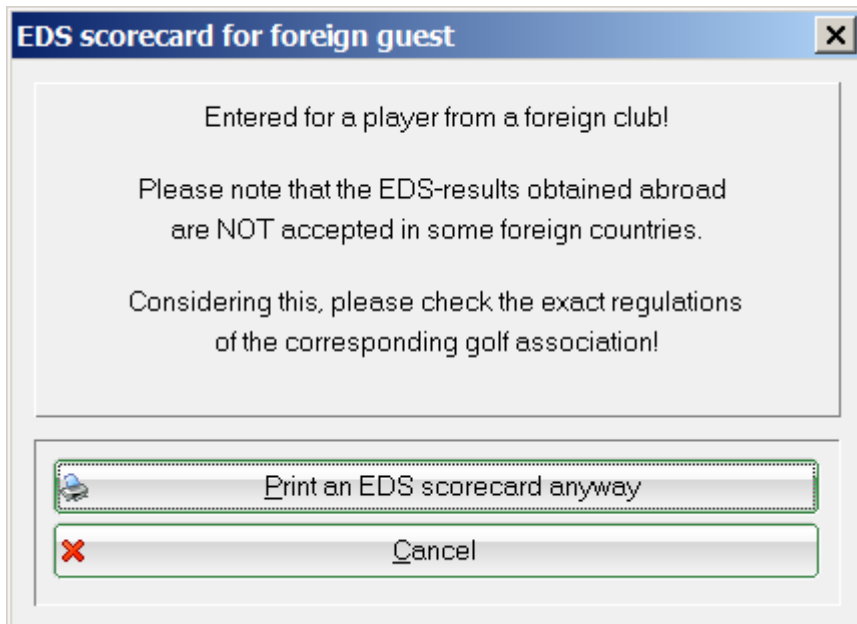 EDS scorecard for foreign guest
Entered for a player from a foreign club!
Please note that the EDS-results obtained abroad
are NOT accepted in some foreign countries.
Considering this, please check the exact regulations
of the corresponding golf association!
Print an EDS scorecard anyway
Cancel